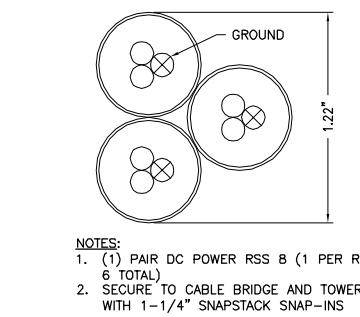 GROUND
1.22"
NOTES:
1. (1) PAIR DC POWER RSS 8 (1 PER R
6 TOTAL)
2. SECURE TO CABLE BRIDGE AND TOWER
WITH 1-1/4" SNAPSTACK SNAP-INS